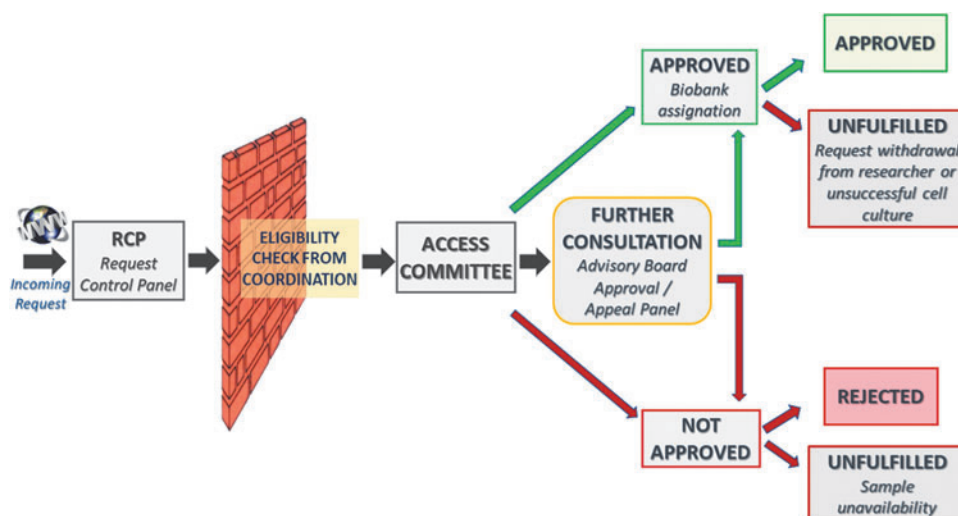 WWW
Incoming
Request
RCP
Request
Control Panel
ELIGIBILITY
CHECK FROM
COORDINATION
ACCESS
COMMITTEE
FURTHER
CONSULTATION
Advisory Board
Approval /
Appeal Panel
APPROVED
Biobank
assignation
APPROVED
UNFULFILLED
Request withdrawal
from researcher or
unsuccessful cell
culture
NOT
APPROVED
REJECTED
UNFULFILLED
Sample
unavailability